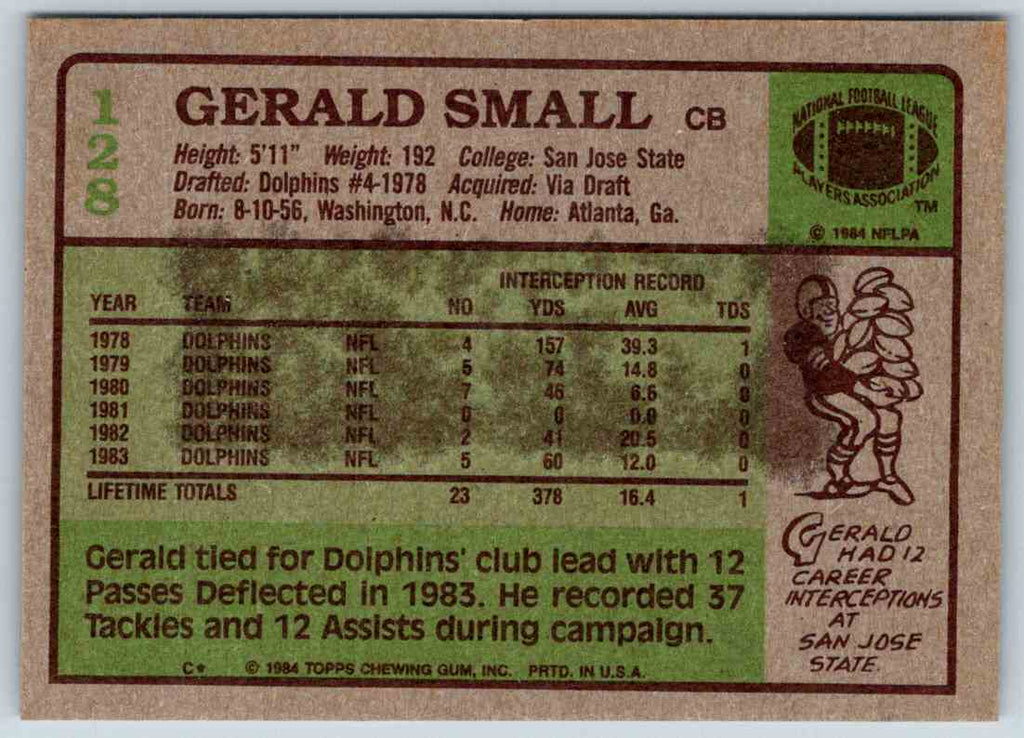 128
GERALD SMALL CB
Height: 5'11" Weight: 192 College: San Jose State
Drafted: Dolphins #4-1978 Acquired: Via Draft
Born: 8-10-56, Washington, N.C. Home: Atlanta, Ga.
NATIONAL FOOTBALL LEAGUE
PLAYERS ASSOCIATION
TM
© 1984 NFLPA
INTERCEPTION RECORD
YEAR TEAM NO YDS AVG TDS
1978 DOLPHINS NFL 4 157 39.3 1
1979 DOLPHINS NFL 5 74 14.8 0
1980 DOLPHINS NFL 7 46 6.6 0
1981 DOLPHINS NFL 0 0 0.0 0
1982 DOLPHINS NFL 2 41 20.5 0
1983 DOLPHINS NFL 5 60 12.0 0
LIFETIME TOTALS 23 378 16.4 1
Gerald tied for Dolphins' club lead with 12
Passes Deflected in 1983. He recorded 37
Tackles and 12 Assists during campaign.
C* © 1984 TOPPS CHEWING GUM, INC. PRTD. IN U.S.A.
GERALD
HAD 12
CAREER
INTERCEPTIONS
AT
SAN JOSE
STATE.